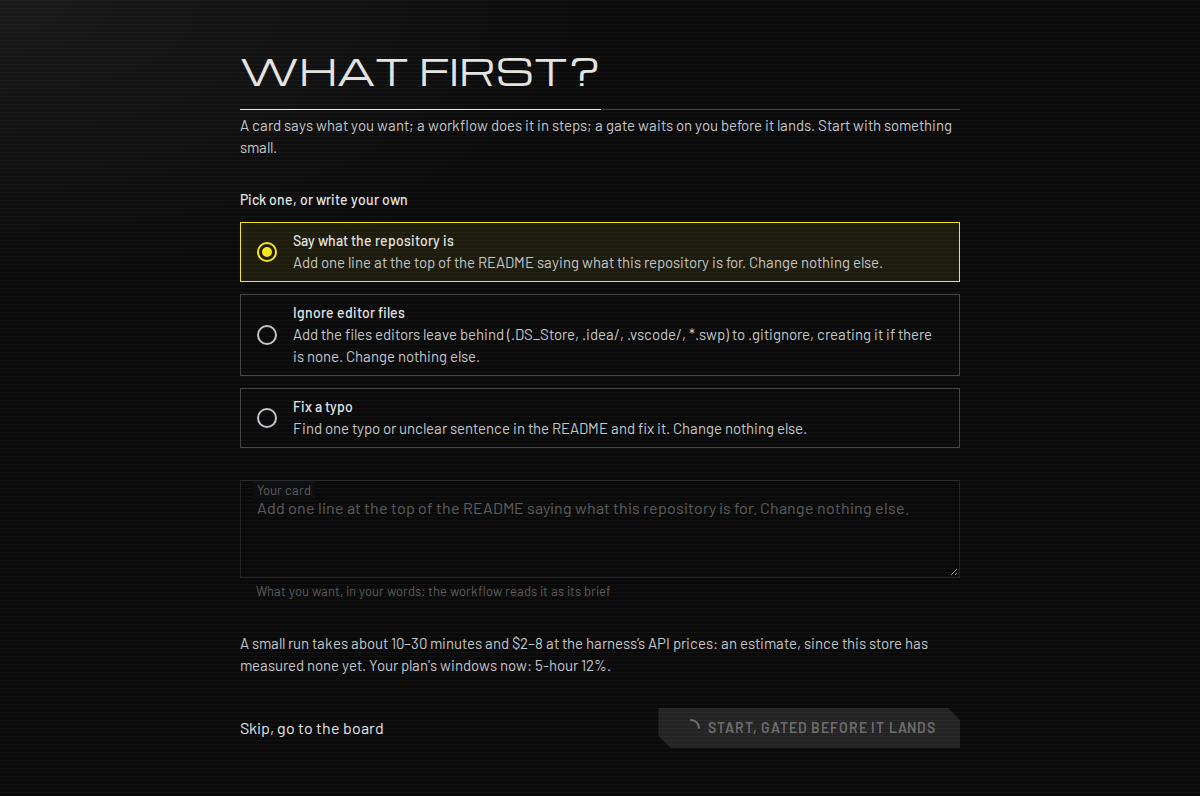 WHAT FIRST?
A card says what you want; a workflow does it in steps; a gate waits on you before it lands. Start with something
small.
Pick one, or write your own
Say what the repository is
Add one line at the top of the README saying what this repository is for. Change nothing else.
Ignore editor files
Add the files editors leave behind (.DS_Store, .idea/, .vscode/, *.swp) to .gitignore, creating it if there
is none. Change nothing else.
Fix a typo
Find one typo or unclear sentence in the README and fix it. Change nothing else.
Your card
Add one line at the top of the README saying what this repository is for. Change nothing else.
What you want, in your words: the workflow reads it as its brief
A small run takes about 10–30 minutes and $2–8 at the harness's API prices: an estimate, since this store has
measured none yet. Your plan's windows now: 5-hour 12%.
Skip, go to the board
START, GATED BEFORE IT LANDS